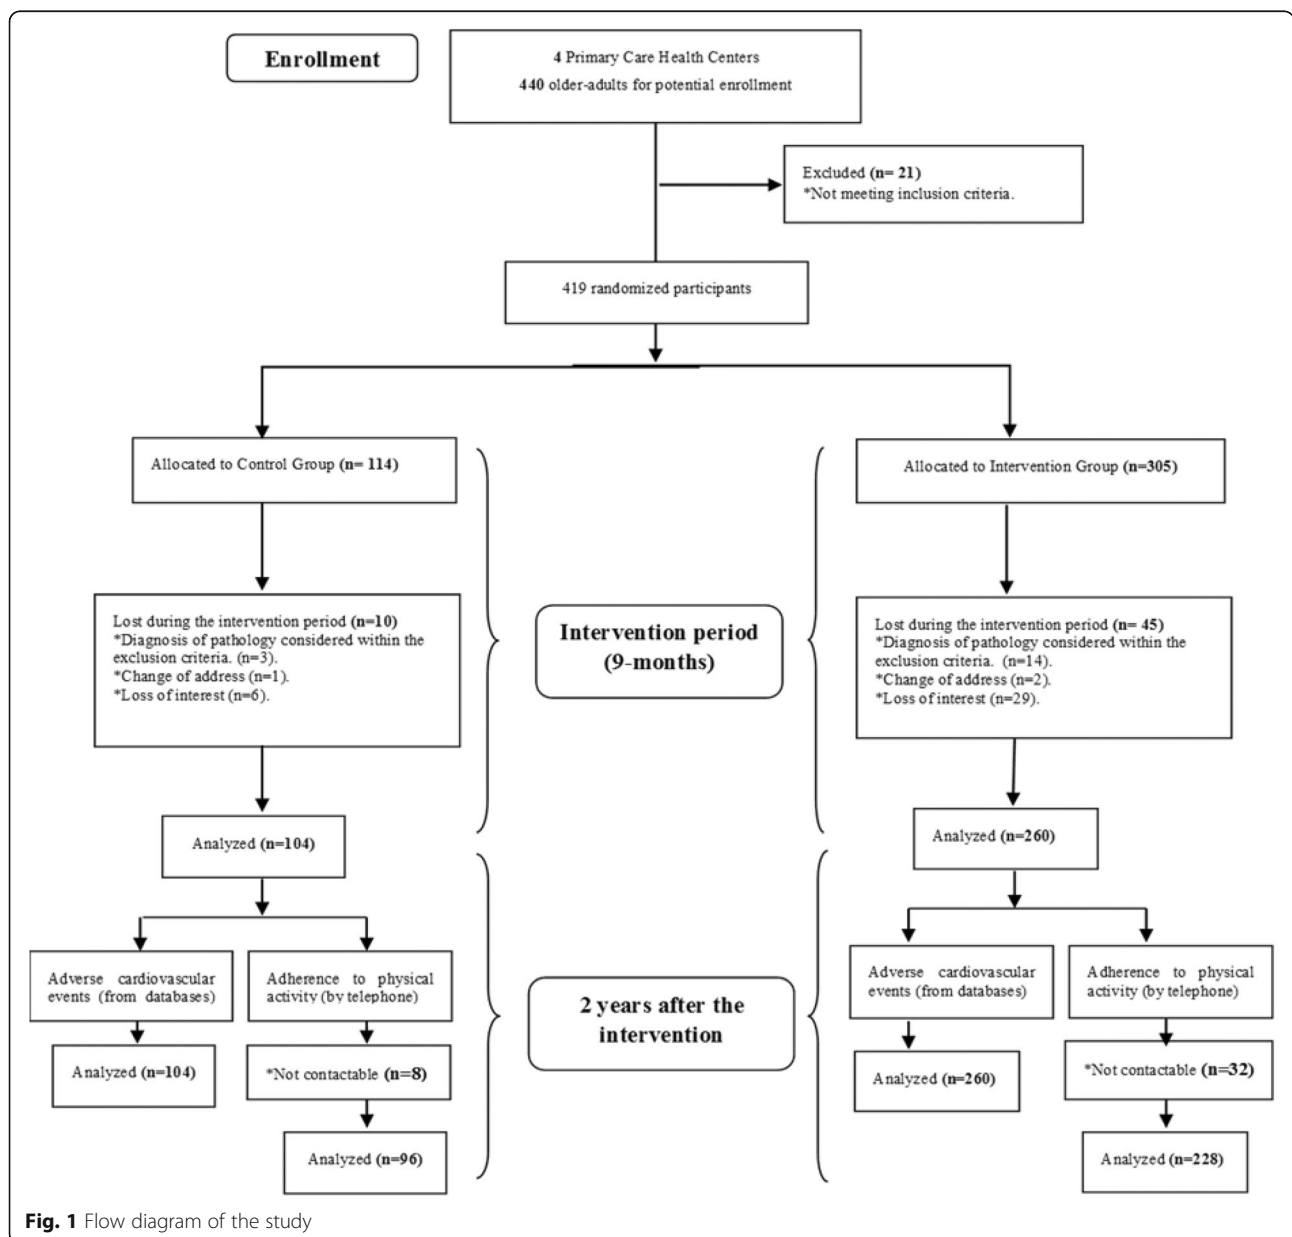 Enrollment
4 Primary Care Health Centers
440 older-adults for potential enrollment
Excluded (n= 21)
*Not meeting inclusion criteria.
419 randomized participants
Allocated to Control Group (n= 114)
Allocated to Intervention Group (n=305)
Lost during the intervention period (n=10)
*Diagnosis of pathology considered within the
exclusion criteria. (n=3).
*Change of address (n=1).
*Loss of interest (n=6).
Intervention period
(9-months)
Lost during the intervention period (n= 45)
*Diagnosis of pathology considered within the
exclusion criteria. (n=14).
*Change of address (n=2).
*Loss of interest (n=29).
Analyzed (n=104)
Analyzed (n=260)
Adverse cardiovascular
events (from databases)
Adherence to physical
activity (by telephone)
2 years after the
intervention
Adverse cardiovascular
events (from databases)
Adherence to physical
activity (by telephone)
Analyzed (n=104)
*Not contactable (n=8)
Analyzed (n=260)
*Not contactable (n=32)
Analyzed (n=96)
Analyzed (n=228)
Fig. 1 Flow diagram of the study